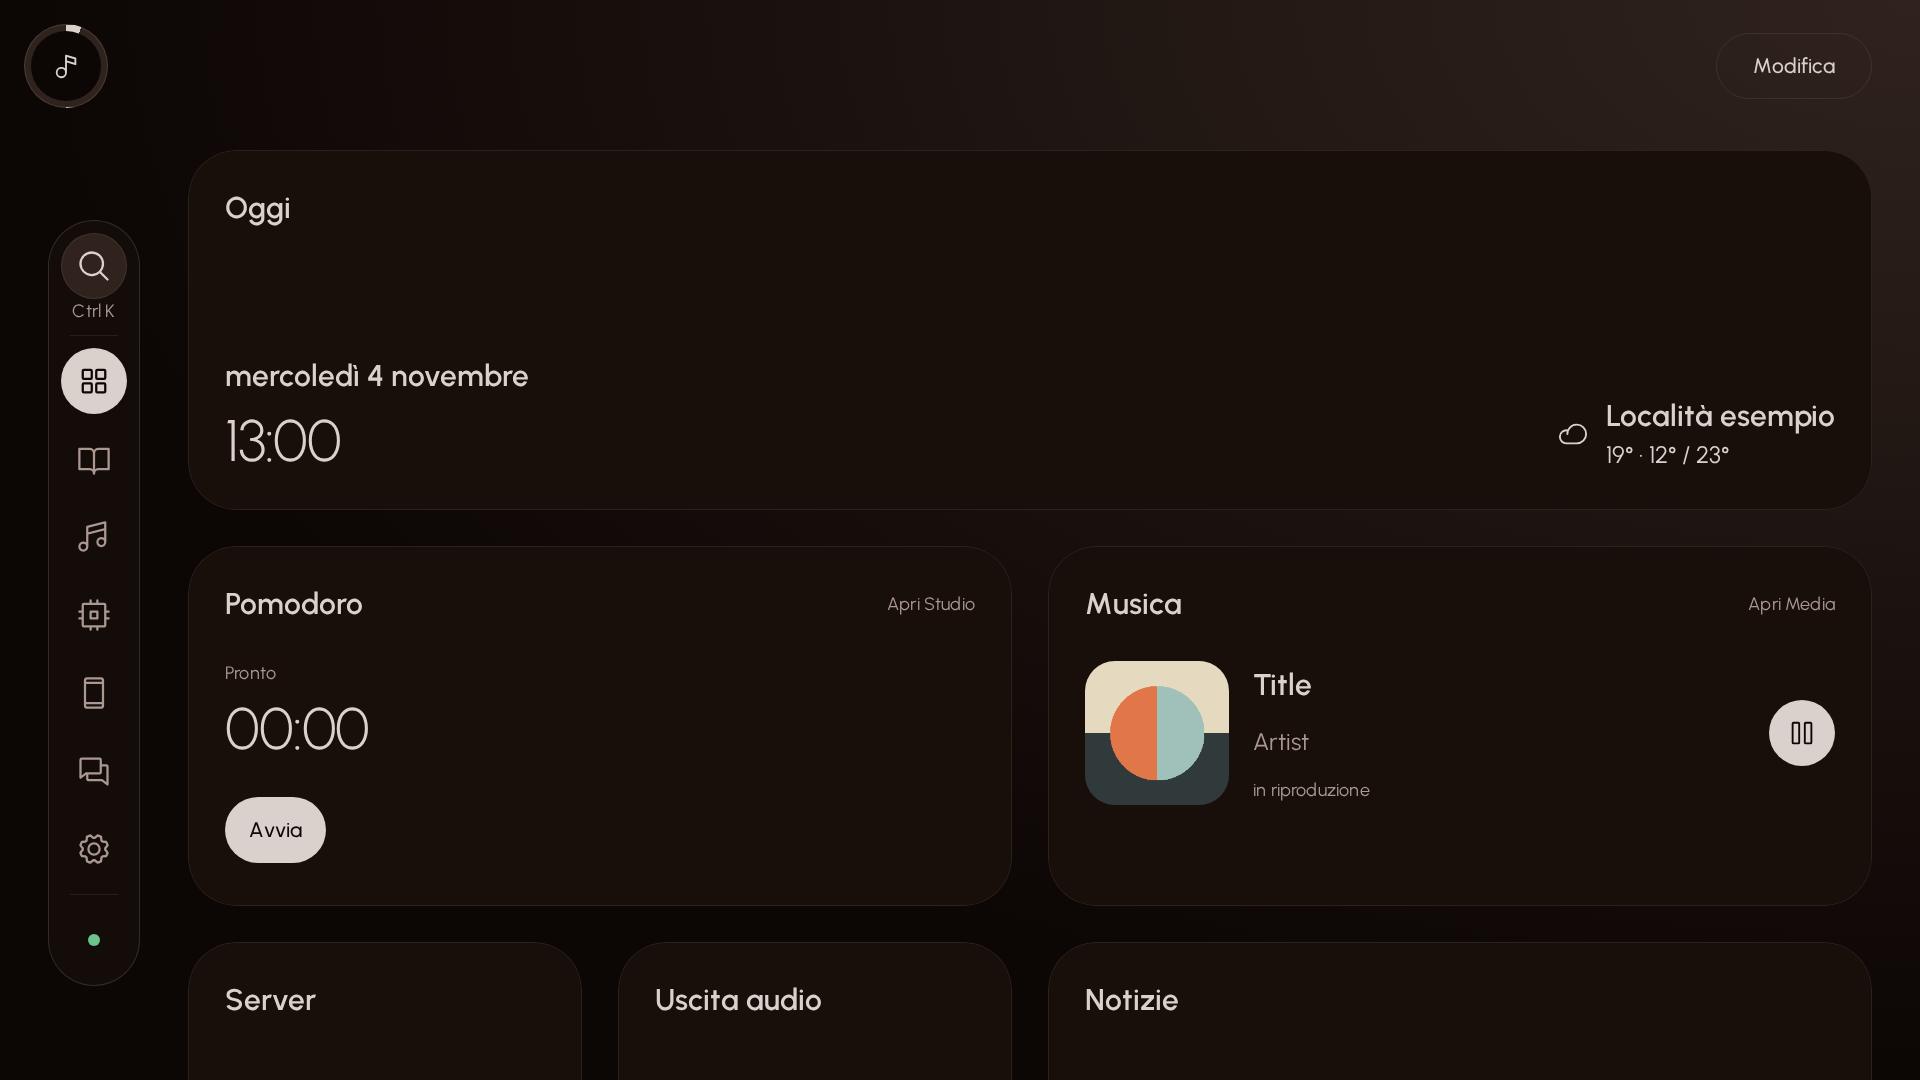 Modifica
Oggi
Ctrl K
mercoledì 4 novembre
13:00
Località esempio
19° · 12° / 23°
Pomodoro
Apri Studio
Pronto
00:00
Avvia
Musica
Apri Media
Title
Artist
in riproduzione
Server
Uscita audio
Notizie